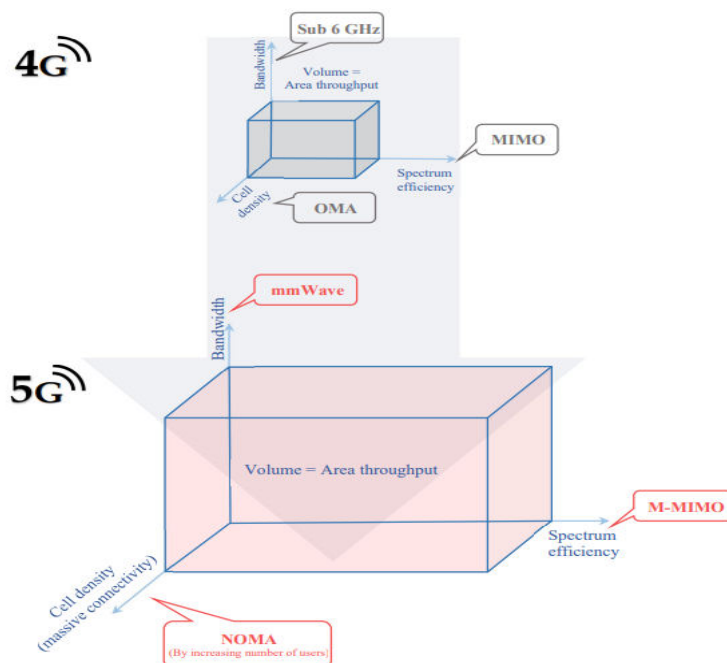 Sub 6 GHz
4G
Bandwidth
Volume =
Area throughput
MIMO
Spectrum
efficiency
Cell
density
OMA
mmWave
Bandwidth
5G
Volume = Area throughput
M-MIMO
Spectrum
efficiency
Cell density
(massive connectivity)
NOMA
(By increasing number of users)